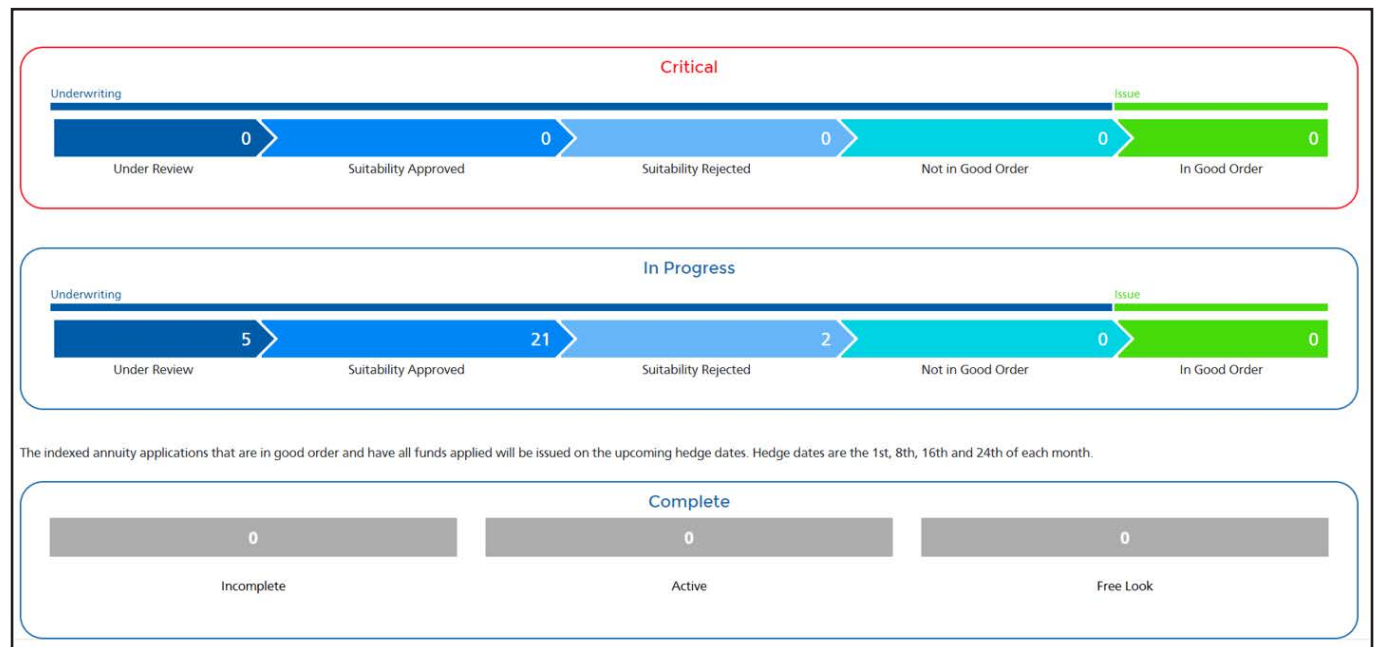 Critical
Underwriting Issue
0 0 0 0 0
Under Review Suitability Approved Suitability Rejected Not in Good Order In Good Order
In Progress
Underwriting Issue
5 21 2 0 0
Under Review Suitability Approved Suitability Rejected Not in Good Order In Good Order
The indexed annuity applications that are in good order and have all funds applied will be issued on the upcoming hedge dates. Hedge dates are the 1st, 8th, 16th and 24th of each month.
Complete
0 0 0
Incomplete Active Free Look